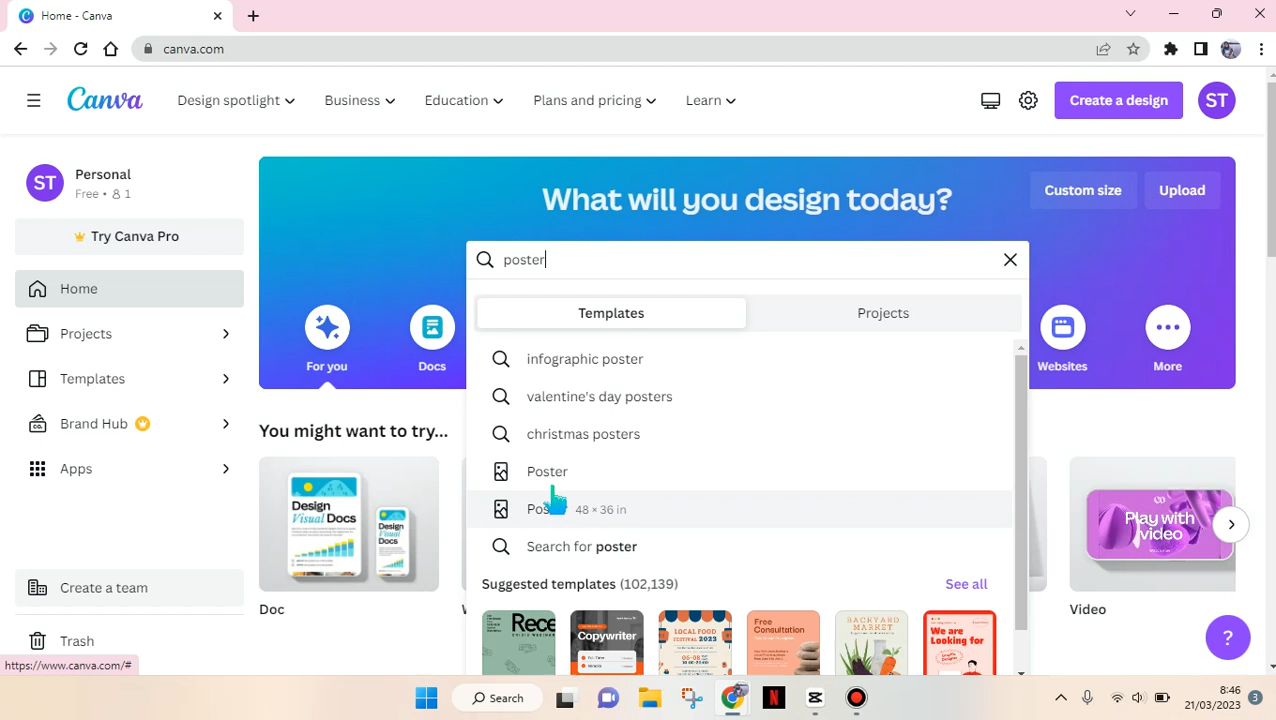 Home - Canva
canva.com
Canva
Design spotlight
Business
Education
Plans and pricing
Learn
Create a design
ST
ST
Personal
Free • 1
Try Canva Pro
Home
Projects
Templates
Brand Hub
Apps
Create a team
Trash
https://www.canva.com/#
What will you design today?
Custom size
Upload
poster
Templates
Projects
infographic poster
valentine's day posters
christmas posters
Poster
48 × 36 in
Search for poster
Suggested templates (102,139)
See all
For you
Docs
Websites
More
You might want to try...
Design
Visual Docs
Design
Visual Docs
Doc
Play with
video
Video
Copywriter
LOCAL FOOD
FESTIVAL 2023
Free
Consultation
BACKYARD
MARKET
We are
Looking for
?
Search
8:46
21/03/2023
3